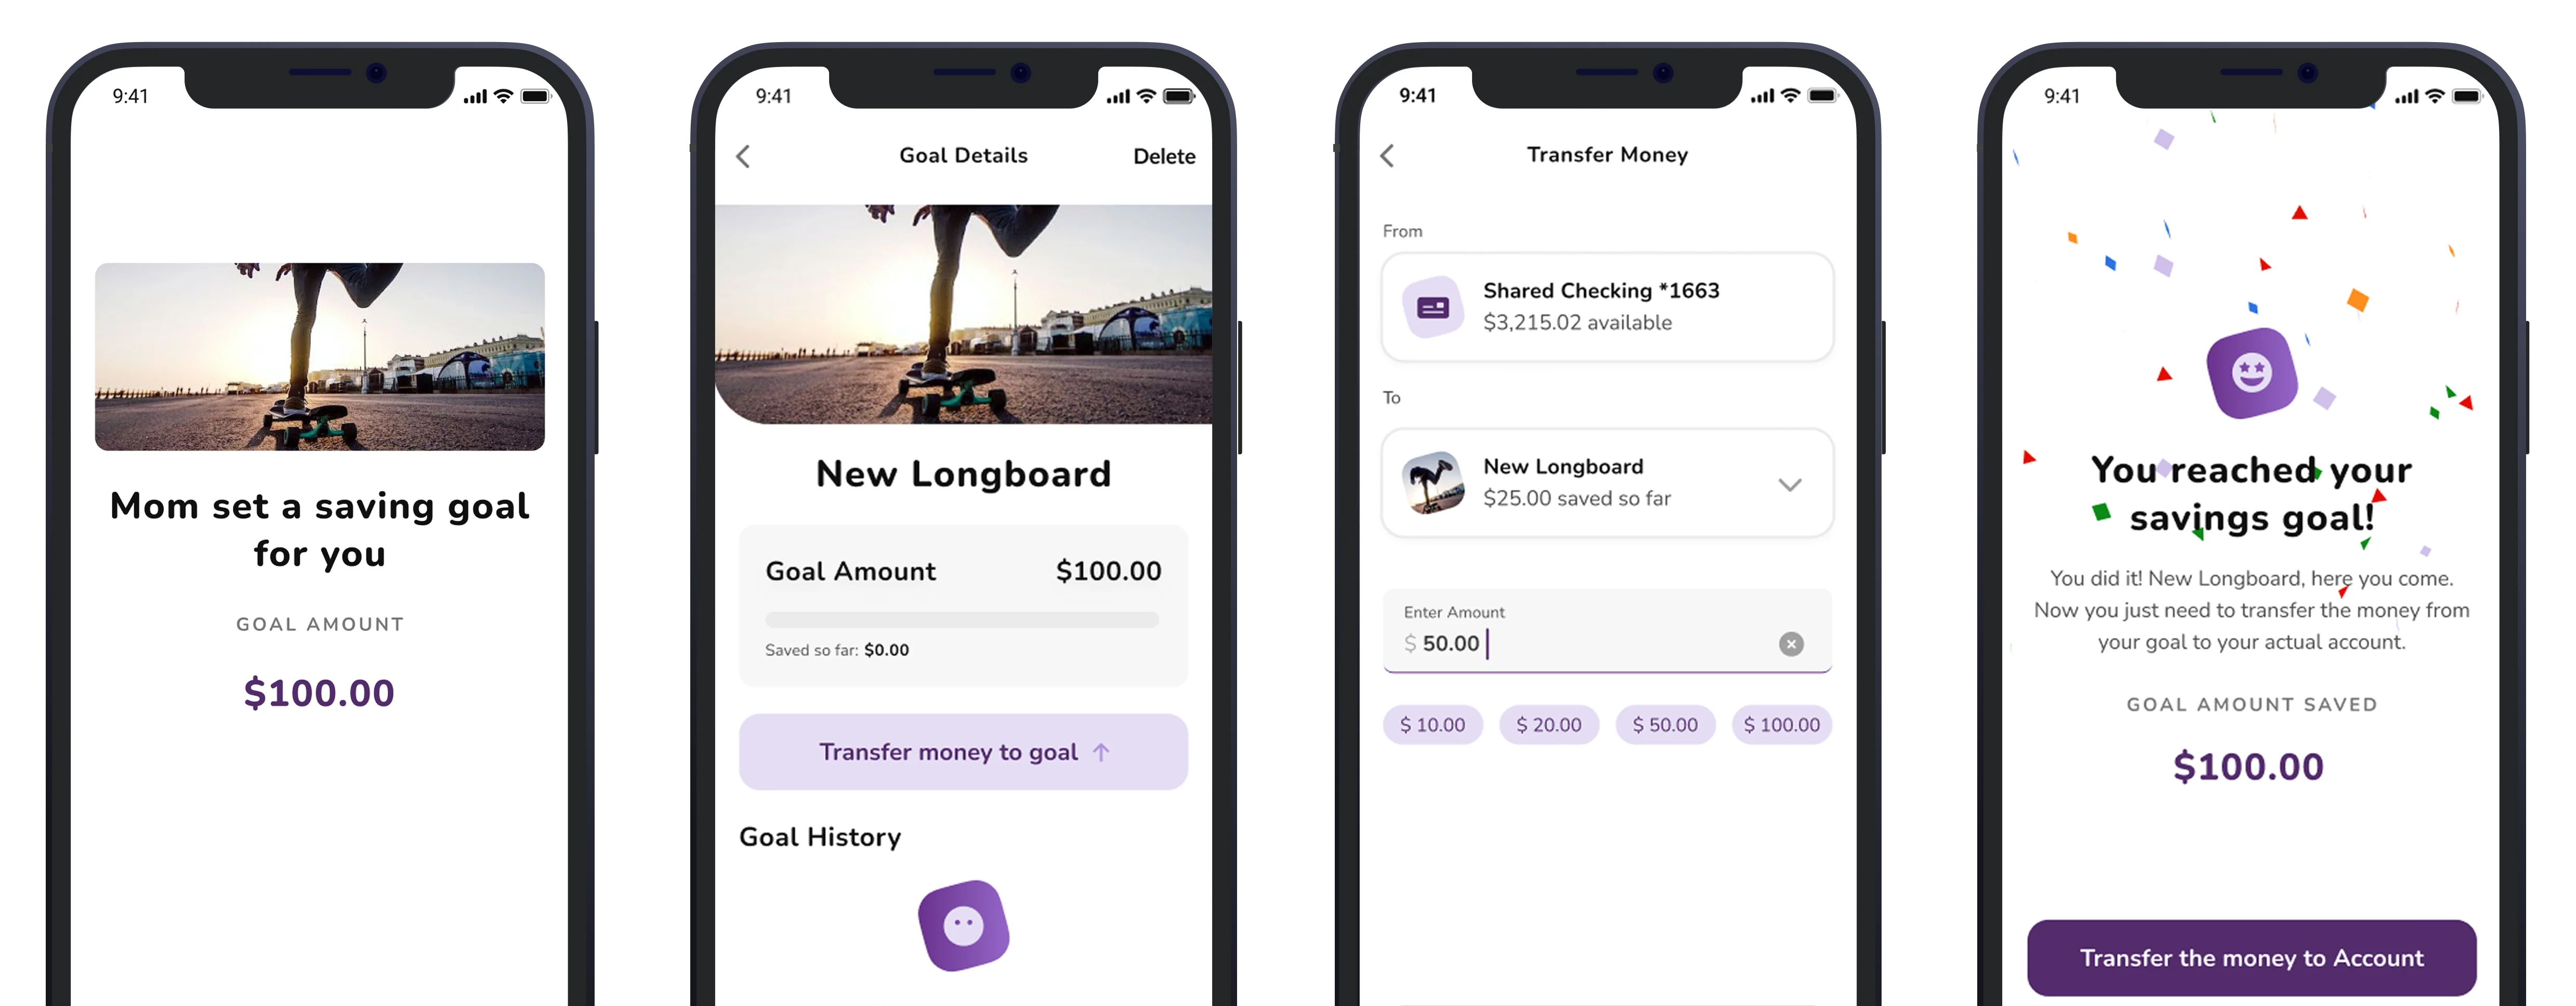 9:41
Mom set a saving goal
for you
GOAL AMOUNT
$100.00
9:41
Goal Details
Delete
New Longboard
Goal Amount $100.00
Saved so far: $0.00
Transfer money to goal
Goal History
9:41
Transfer Money
From
Shared Checking *1663
$3,215.02 available
To
New Longboard
$25.00 saved so far
Enter Amount
$ 50.00
$ 10.00 $ 20.00 $ 50.00 $ 100.00
9:41
You reached your
savings goal!
You did it! New Longboard, here you come.
Now you just need to transfer the money from
your goal to your actual account.
GOAL AMOUNT SAVED
$100.00
Transfer the money to Account